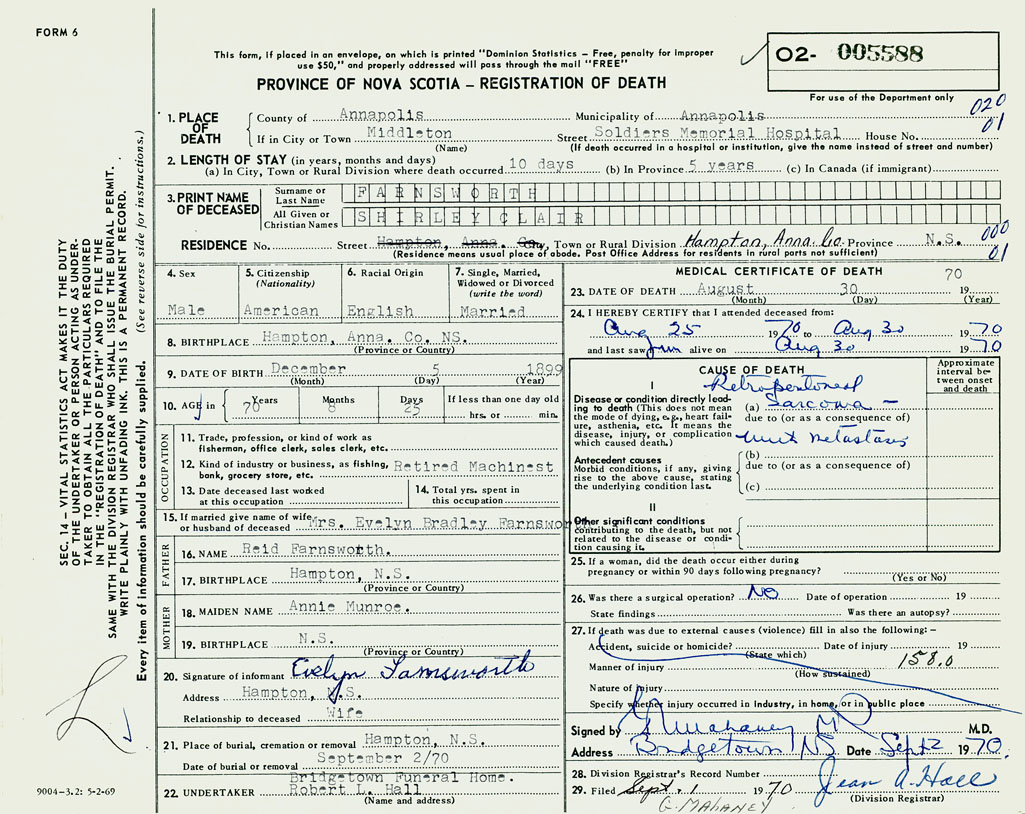 FORM 6
This form, if placed in an envelope, on which is printed "Dominion Statistics – Free, penalty for improper
use $50," and properly addressed will pass through the mail "FREE"
O2- 005588
PROVINCE OF NOVA SCOTIA – REGISTRATION OF DEATH
For use of the Department only
020
01
1. PLACE OF DEATH
County of Annapolis Municipality of Annapolis
If in City or Town Middleton Street Soldiers Memorial Hospital House No.
(Name) (If death occurred in a hospital or institution, give the name instead of street and number)
2. LENGTH OF STAY (in years, months and days)
(a) In City, Town or Rural Division where death occurred 10 days (b) In Province 5 years (c) In Canada (if immigrant)
3. PRINT NAME OF DECEASED
Surname or Last Name FARNSWORTH
All Given or Christian Names SHIRLEY CLAIR
000
01
RESIDENCE No. Street Hampton, Anna. Co., Town or Rural Division Hampton, Anna Co. Province N.S.
(Residence means usual place of abode. Post Office Address for residents in rural parts not sufficient)
4. Sex
Male
5. Citizenship (Nationality)
American
6. Racial Origin
English
7. Single, Married, Widowed or Divorced (write the word)
Married
8. BIRTHPLACE Hampton, Anna. Co. NS.
(Province or Country)
9. DATE OF BIRTH December 5 1899
(Month) (Day) (Year)
10. AGE in 70 Years 8 Months 25 Days
If less than one day old
hrs. or min.
OCCUPATION
11. Trade, profession, or kind of work as
fisherman, office clerk, sales clerk, etc.
12. Kind of industry or business, as fishing, Retired Machinest
bank, grocery store, etc.
13. Date deceased last worked
at this occupation
14. Total yrs. spent in
this occupation
15. If married give name of wife Mrs. Evelyn Bradley Farnswor
or husband of deceased
FATHER
16. NAME Reid Farnsworth.
17. BIRTHPLACE Hampton, N.S.
(Province or Country)
MOTHER
18. MAIDEN NAME Annie Munroe.
19. BIRTHPLACE N.S.
(Province or Country)
20. Signature of informant Evelyn Farnsworth
Address Hampton, N.S.
Relationship to deceased Wife
21. Place of burial, cremation or removal Hampton, N.S.
Date of burial or removal September 2/70
Bridgetown Funeral Home.
22. UNDERTAKER Robert L. Hall
(Name and address)
MEDICAL CERTIFICATE OF DEATH
23. DATE OF DEATH August 30 1970
(Month) (Day) (Year)
24. I HEREBY CERTIFY that I attended deceased from:
Aug 25 1970 to Aug 30 1970
and last saw him alive on Aug 30 1970
CAUSE OF DEATH
Approximate interval between onset and death
I
Disease or condition directly leading to death (This does not mean the mode of dying, e.g., heart failure, asthenia, etc. It means the disease, injury, or complication which caused death.)
Retroperitoneal
(a) Sarcoma –
due to (or as a consequence of)
with metastasis
Antecedent causes
Morbid conditions, if any, giving rise to the above cause, stating the underlying condition last.
(b)
due to (or as a consequence of)
(c)
II
Other significant conditions
contributing to the death, but not related to the disease or condition causing it.
25. If a woman, did the death occur either during
pregnancy or within 90 days following pregnancy?
(Yes or No)
26. Was there a surgical operation? No Date of operation 19
State findings Was there an autopsy?
27. If death was due to external causes (violence) fill in also the following: –
Accident, suicide or homicide? Date of injury 19
(State which)
158.0
Manner of injury
(How sustained)
Nature of injury
Specify whether injury occurred in industry, in home, or in public place
Signed by G Mahaney MD M.D.
Address Bridgetown NS Date Sept 2 1970
28. Division Registrar's Record Number
29. Filed Sept. 1 1970 Jean A. Hall
(Division Registrar)
G. MAHANEY
SEC. 14 – VITAL STATISTICS ACT MAKES IT THE DUTY
OF THE UNDERTAKER OR PERSON ACTING AS UNDER-
TAKER TO OBTAIN ALL THE PARTICULARS REQUIRED
IN THE "REGISTRATION OF DEATH" AND TO FILE THE
SAME WITH THE DIVISION REGISTRAR WHO SHALL ISSUE THE BURIAL PERMIT.
WRITE PLAINLY WITH UNFADING INK. THIS IS A PERMANENT RECORD.
Every item of information should be carefully supplied. (See reverse side for instructions.)
9004–3.2: 5-2-69